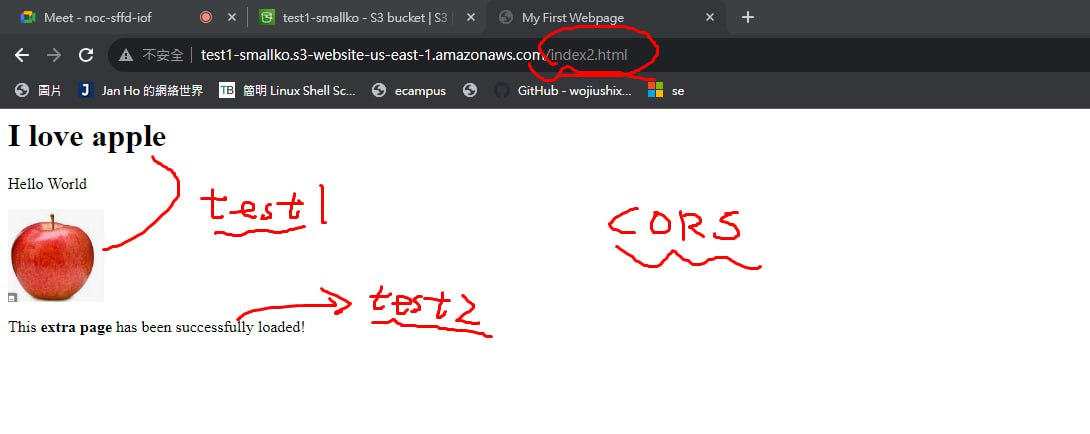 Meet - noc-sffd-iof
test1-smallko - S3 bucket | S3
My First Webpage
不安全 | test1-smallko.s3-website-us-east-1.amazonaws.com/index2.html
圖片
J Jan Ho 的網絡世界
TB 簡明 Linux Shell Sc...
ecampus
GitHub - wojiushix...
se
I love apple
Hello World
test1
CORS
test2
This extra page has been successfully loaded!